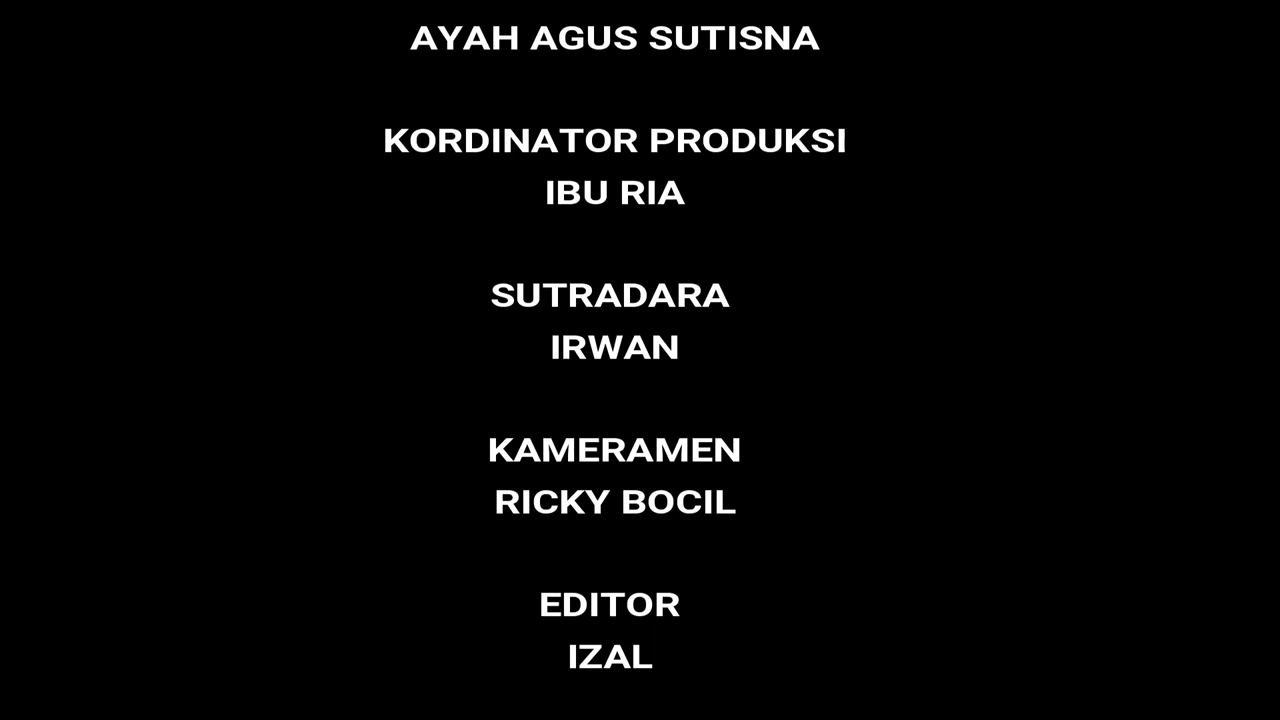 AYAH AGUS SUTISNA
KORDINATOR PRODUKSI
IBU RIA
SUTRADARA
IRWAN
KAMERAMEN
RICKY BOCIL
EDITOR
IZAL